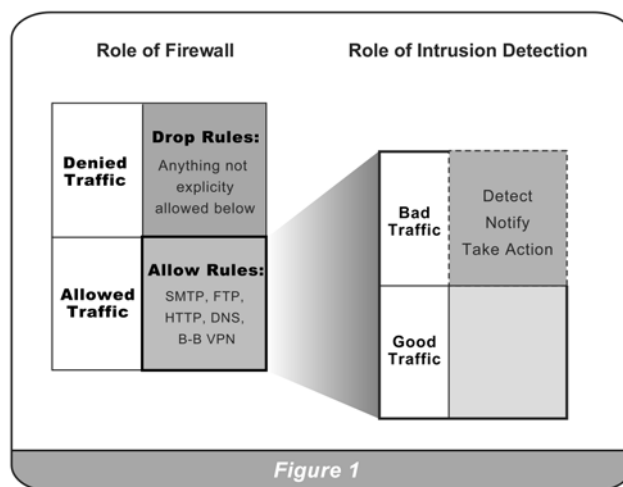 Role of Firewall
Role of Intrusion Detection
Denied
Traffic
Drop Rules:
Anything not
explicity
allowed below
Allowed
Traffic
Allow Rules:
SMTP, FTP,
HTTP, DNS,
B-B VPN
Bad
Traffic
Detect
Notify
Take Action
Good
Traffic
Figure 1